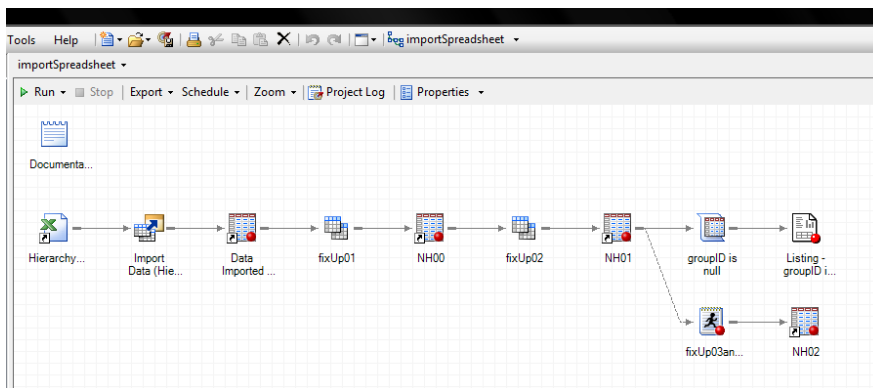 Tools Help importSpreadsheet
importSpreadsheet
Run Stop Export Schedule Zoom Project Log Properties
Documenta...
Hierarchy... Import Data (Hie... Data Imported ... fixUp01 NH00 fixUp02 NH01 groupID is null Listing - groupID i...
fixUp03an... NH02